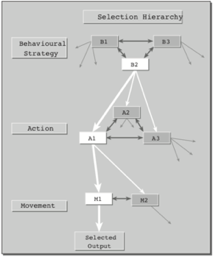 Selection Hierarchy
Behavioural
Strategy
B1
B3
B2
A2
Action
A1
A3
Movement
M1
M2
Selected
Output